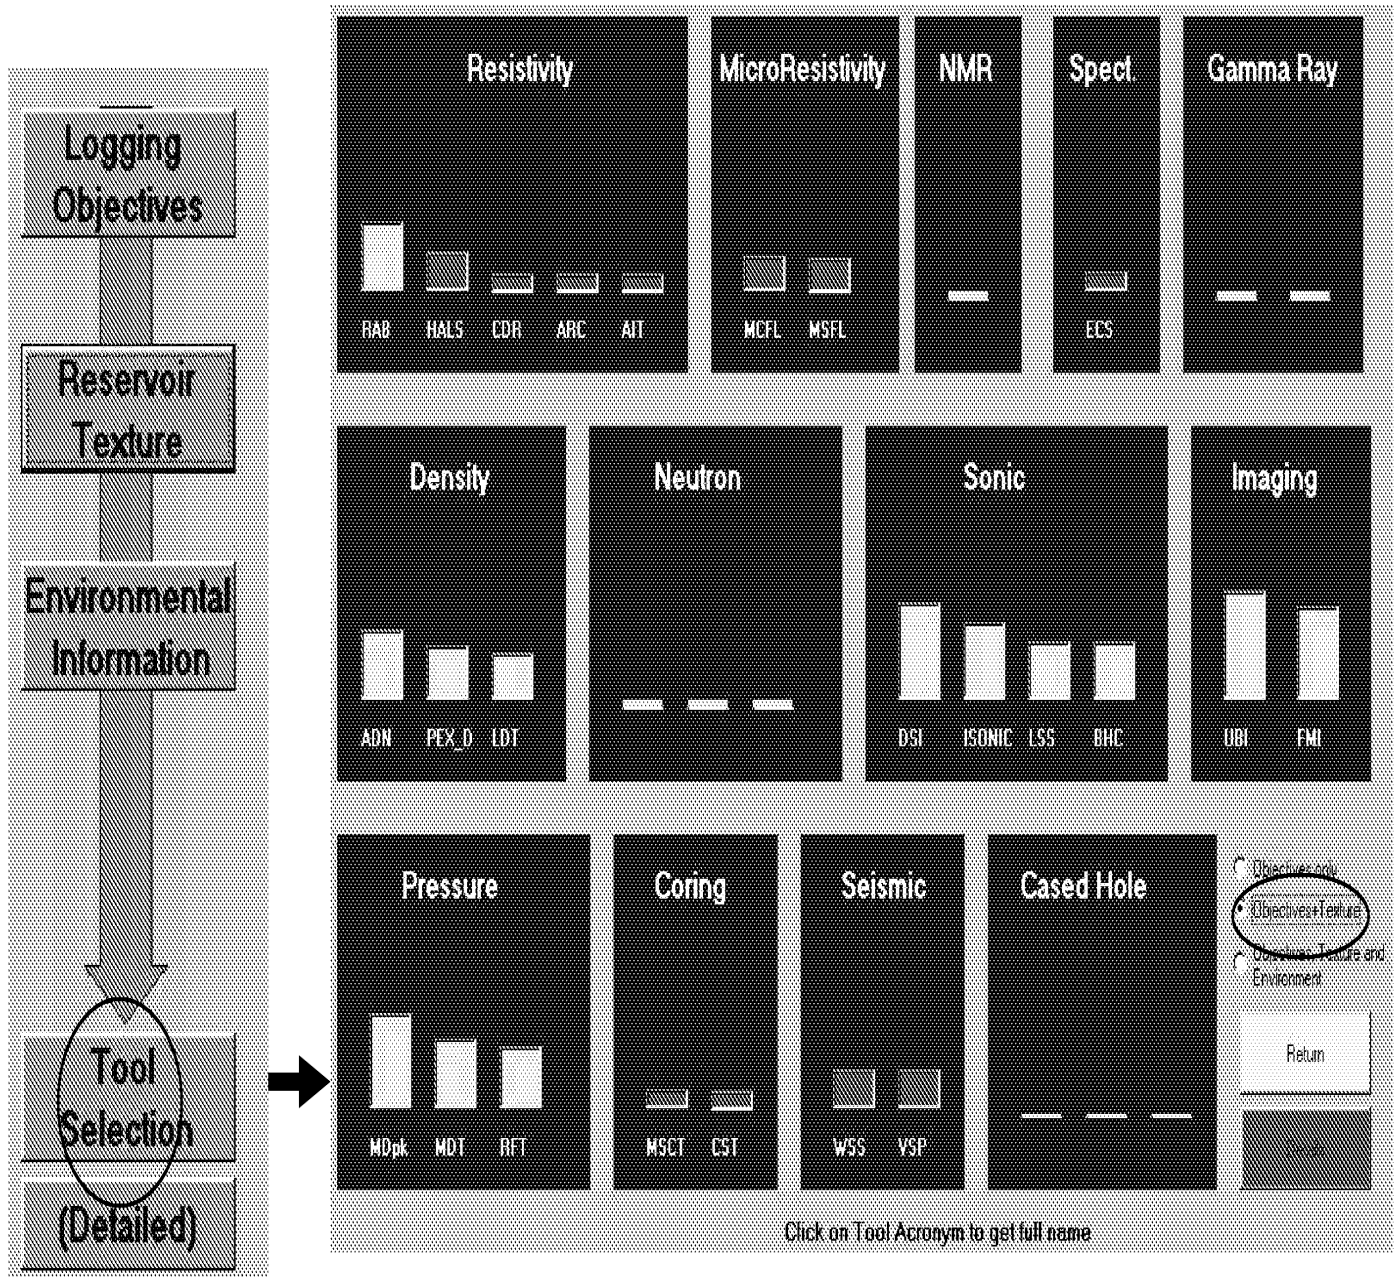 Logging
Objectives
Reservoir
Texture
Environmental
Information
Tool
Selection
(Detailed)
Resistivity
RAB HALS CDR ARC AIT
MicroResistivity
MCFL MSFL
NMR
Spect.
ECS
Gamma Ray
Density
ADN PEX_D LDT
Neutron
Sonic
DSI ISONIC LSS BHC
Imaging
UBI FMI
Pressure
MDpk MDT RFT
Coring
MSCT CST
Seismic
WSS VSP
Cased Hole
Objectives only
Objectives+Texture
Objectives+Texture and
Environment
Return
Click on Tool Acronym to get full name